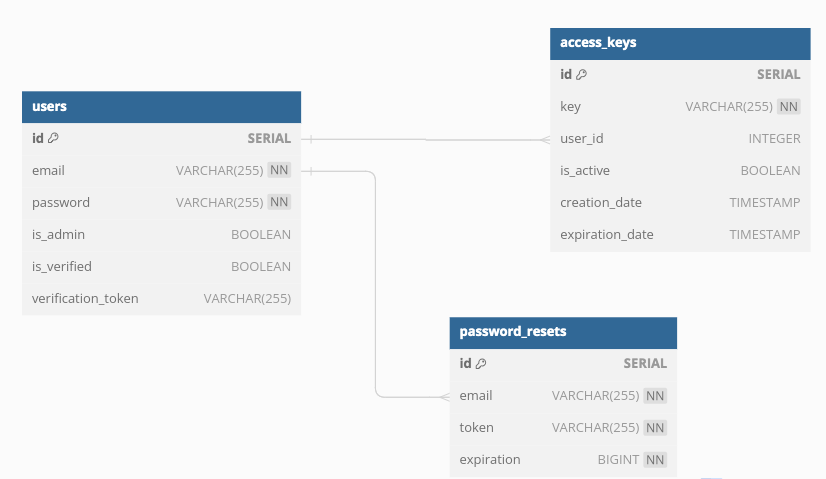 users
id SERIAL
email VARCHAR(255) NN
password VARCHAR(255) NN
is_admin BOOLEAN
is_verified BOOLEAN
verification_token VARCHAR(255)
access_keys
id SERIAL
key VARCHAR(255) NN
user_id INTEGER
is_active BOOLEAN
creation_date TIMESTAMP
expiration_date TIMESTAMP
password_resets
id SERIAL
email VARCHAR(255) NN
token VARCHAR(255) NN
expiration BIGINT NN